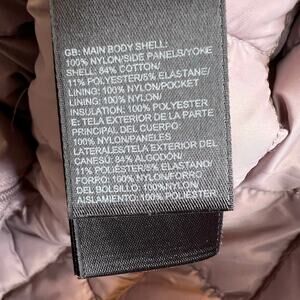 GB: MAIN BODY SHELL:
100% NYLON/SIDE PANELS/YOKE
SHELL: 84% COTTON/
11% POLYESTER/5% ELASTANE/
LINING: 100% NYLON/POCKET
LINING: 100% NYLON/
INSULATION: 100% POLYESTER
E: TELA EXTERIOR DE LA PARTE
PRINCIPAL DEL CUERPO:
100% NYLON/PANELES
LATERALES/TELA EXTERIOR DEL
CANESÚ: 84% ALGODÓN/
11% POLIÉSTER/5% ELASTANO/
FORRO: 100% NYLON/FORRO
DEL BOLSILLO: 100% NYLON/
AISLAMIENTO: 100% POLIÉSTER